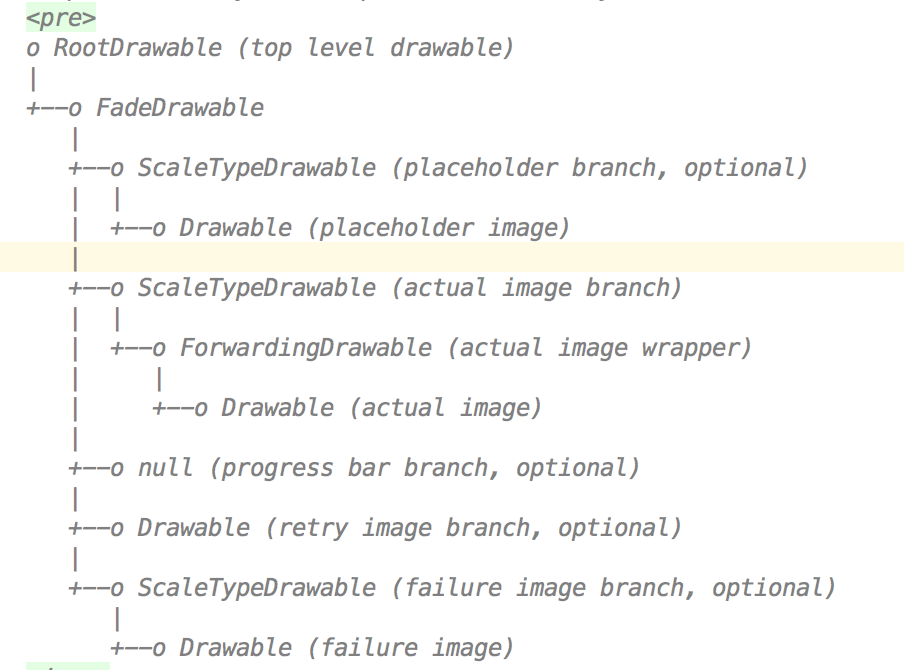 <pre>
o RootDrawable (top level drawable)
|
+--o FadeDrawable
   |
   +--o ScaleTypeDrawable (placeholder branch, optional)
   |  |
   |  +--o Drawable (placeholder image)
   |
   +--o ScaleTypeDrawable (actual image branch)
   |  |
   |  +--o ForwardingDrawable (actual image wrapper)
   |     |
   |     +--o Drawable (actual image)
   |
   +--o null (progress bar branch, optional)
   |
   +--o Drawable (retry image branch, optional)
   |
   +--o ScaleTypeDrawable (failure image branch, optional)
      |
      +--o Drawable (failure image)